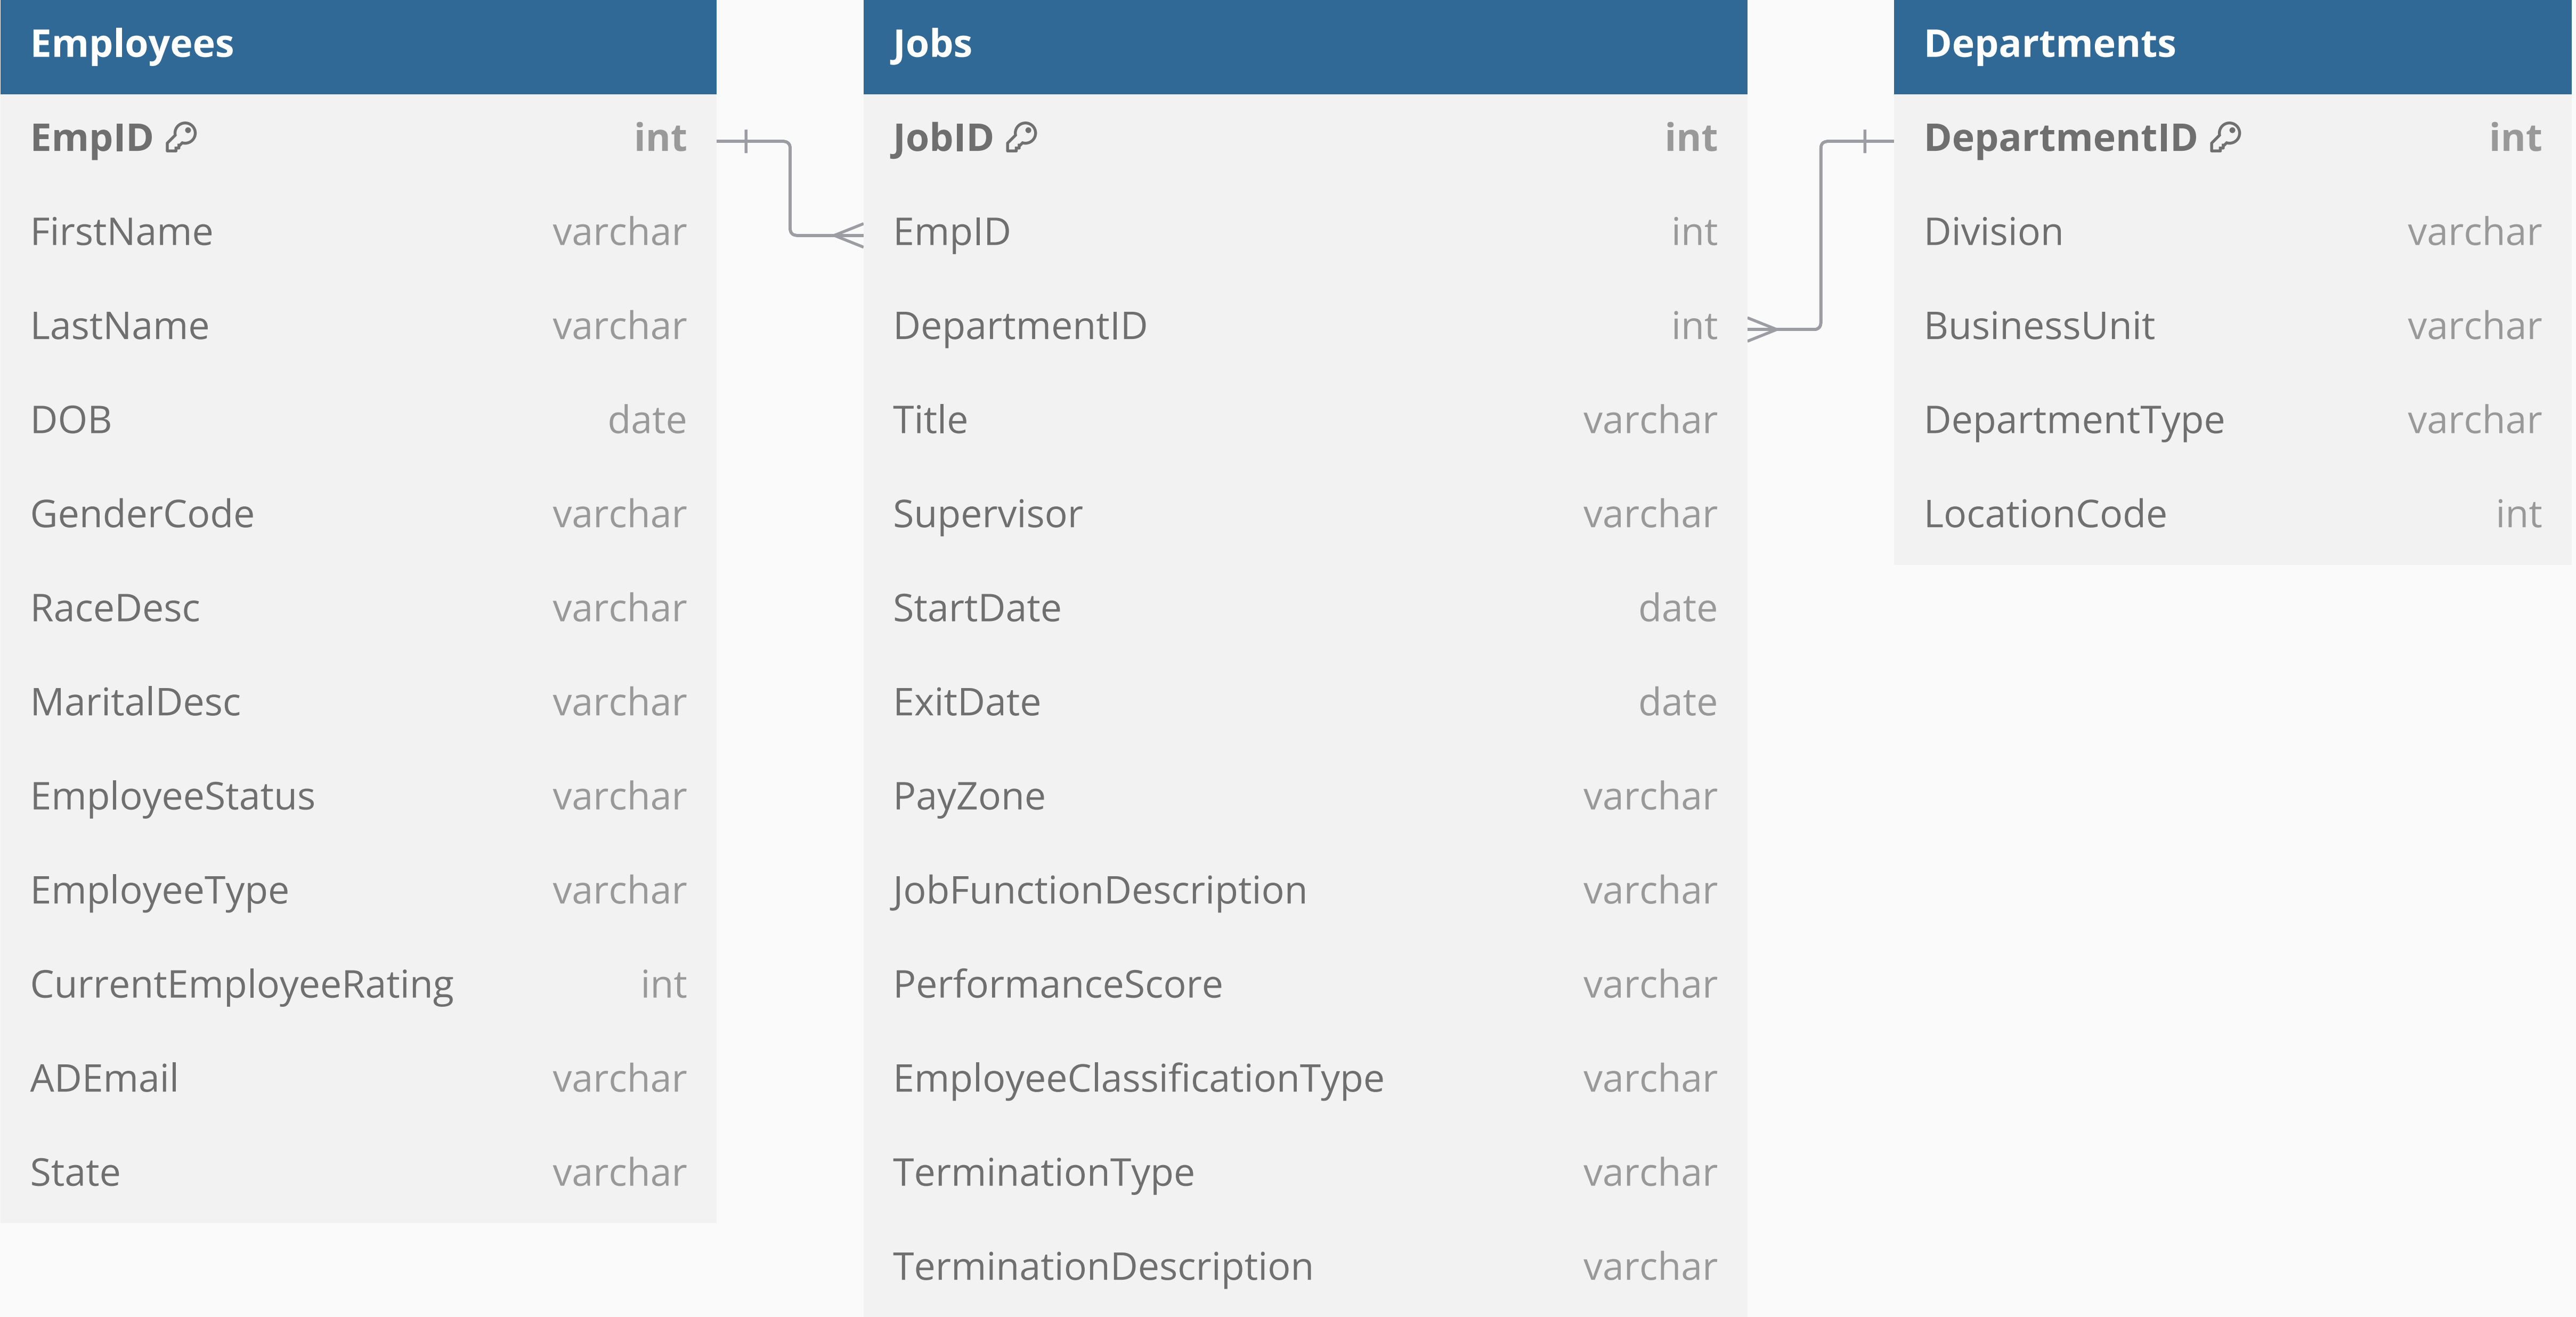 Employees
EmpID int
FirstName varchar
LastName varchar
DOB date
GenderCode varchar
RaceDesc varchar
MaritalDesc varchar
EmployeeStatus varchar
EmployeeType varchar
CurrentEmployeeRating int
ADEmail varchar
State varchar
Jobs
JobID int
EmpID int
DepartmentID int
Title varchar
Supervisor varchar
StartDate date
ExitDate date
PayZone varchar
JobFunctionDescription varchar
PerformanceScore varchar
EmployeeClassificationType varchar
TerminationType varchar
TerminationDescription varchar
Departments
DepartmentID int
Division varchar
BusinessUnit varchar
DepartmentType varchar
LocationCode int